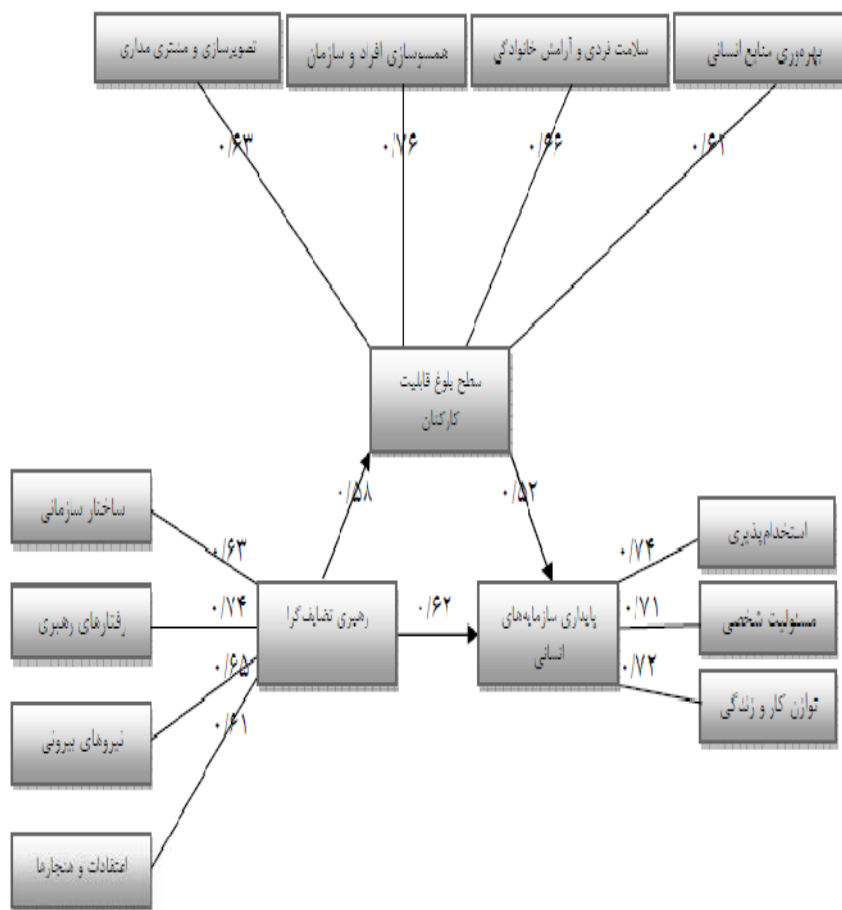 بهره‌وری منابع انسانی
سلامت فردی و آرامش خانوادگی
همسوسازی افراد و سازمان
تصویرسازی و مشتری مداری
۰/۶۱
۰/۶۶
۰/۷۶
۰/۶۳
سطح بلوغ قابلیت
کارکنان
۰/۵۲
۰/۵۸
استخدام‌پذیری
۰/۷۴
ساختار سازمانی
۰/۶۳
مسئولیت شخصی
۰/۷۱
پایداری سرمایه‌های
انسانی
۰/۶۲
رهبری تضایف‌گرا
۰/۷۴
رفتارهای رهبری
توازن کار و زندگی
۰/۷۲
۰/۶۵
نیروهای بیرونی
۰/۶۱
اعتقادات و هنجارها